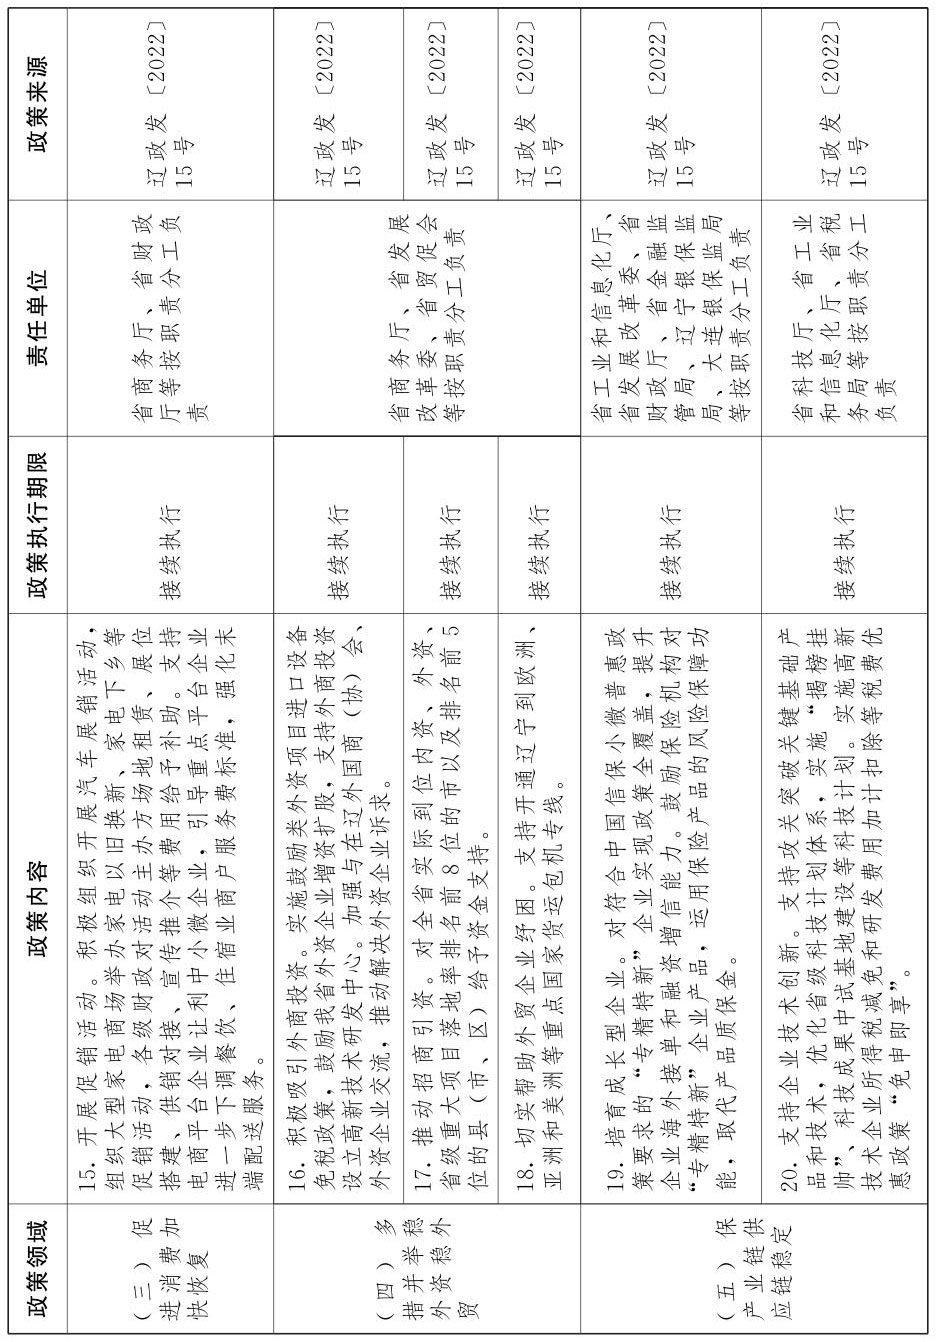 政策领域
政策内容
政策执行期限
责任单位
政策来源
（三）促
进消费加
快恢复
15. 开展促销活动。积极组织开展汽车展销活动，
组织大型家电商场举办家电以旧换新、家电下乡等
促销活动，各级财政对活动主办方场地租赁、展位
搭建、供销对接、宣传推介等费用给予补助。支持
电商平台企业让利中小微企业，引导重点平台企业
进一步下调餐饮、住宿业商户服务费标准，强化末
端配送服务。
接续执行
省商务厅、省财政
厅等按职责分工负
责
辽政发〔2022〕
15号
（四）多
措并举稳
外资稳外
贸
16. 积极吸引外商投资。实施鼓励类外资项目进口设备
免税政策，鼓励我省外资企业增资扩股，支持外商投资
设立高新技术研发中心。加强与在辽外国商（协）会、
外资企业交流，推动解决外资企业诉求。
接续执行
省商务厅、省发展
改革委、省贸促会
等按职责分工负责
辽政发〔2022〕
15号
17. 推动招商引资。对全省实际到位内资、外资、
省级重大项目落地率排名前8位的市以及排名前5
位的县（市、区）给予资金支持。
接续执行
辽政发〔2022〕
15号
18. 切实帮助外贸企业纾困。支持开通辽宁到欧洲、
亚洲和美洲等重点国家货运包机专线。
接续执行
辽政发〔2022〕
15号
（五）保
产业链供
应链稳定
19. 培育成长型企业。对符合中国信保小微普惠政
策要求的“专精特新”企业实现政策全覆盖，提升
企业海外接单和融资增信能力。鼓励保险机构对
“专精特新”企业产品，运用保险产品的风险保障功
能，取代产品质保金。
接续执行
省工业和信息化厅、
省发展改革委、省
财政厅、省金融监
管局、辽宁银保监
局、大连银保监局
等按职责分工负责
辽政发〔2022〕
15号
20. 支持企业技术创新。支持攻关突破关键基础产
品和技术，优化省级科技计划体系，实施“揭榜挂
帅”、科技成果中试基地建设等科技计划。实施高新
技术企业所得税减免和研发费用加计扣除等税费优
惠政策“免申即享”。
接续执行
省科技厅、省工业
和信息化厅、省税
务局等按职责分工
负责
辽政发〔2022〕
15号